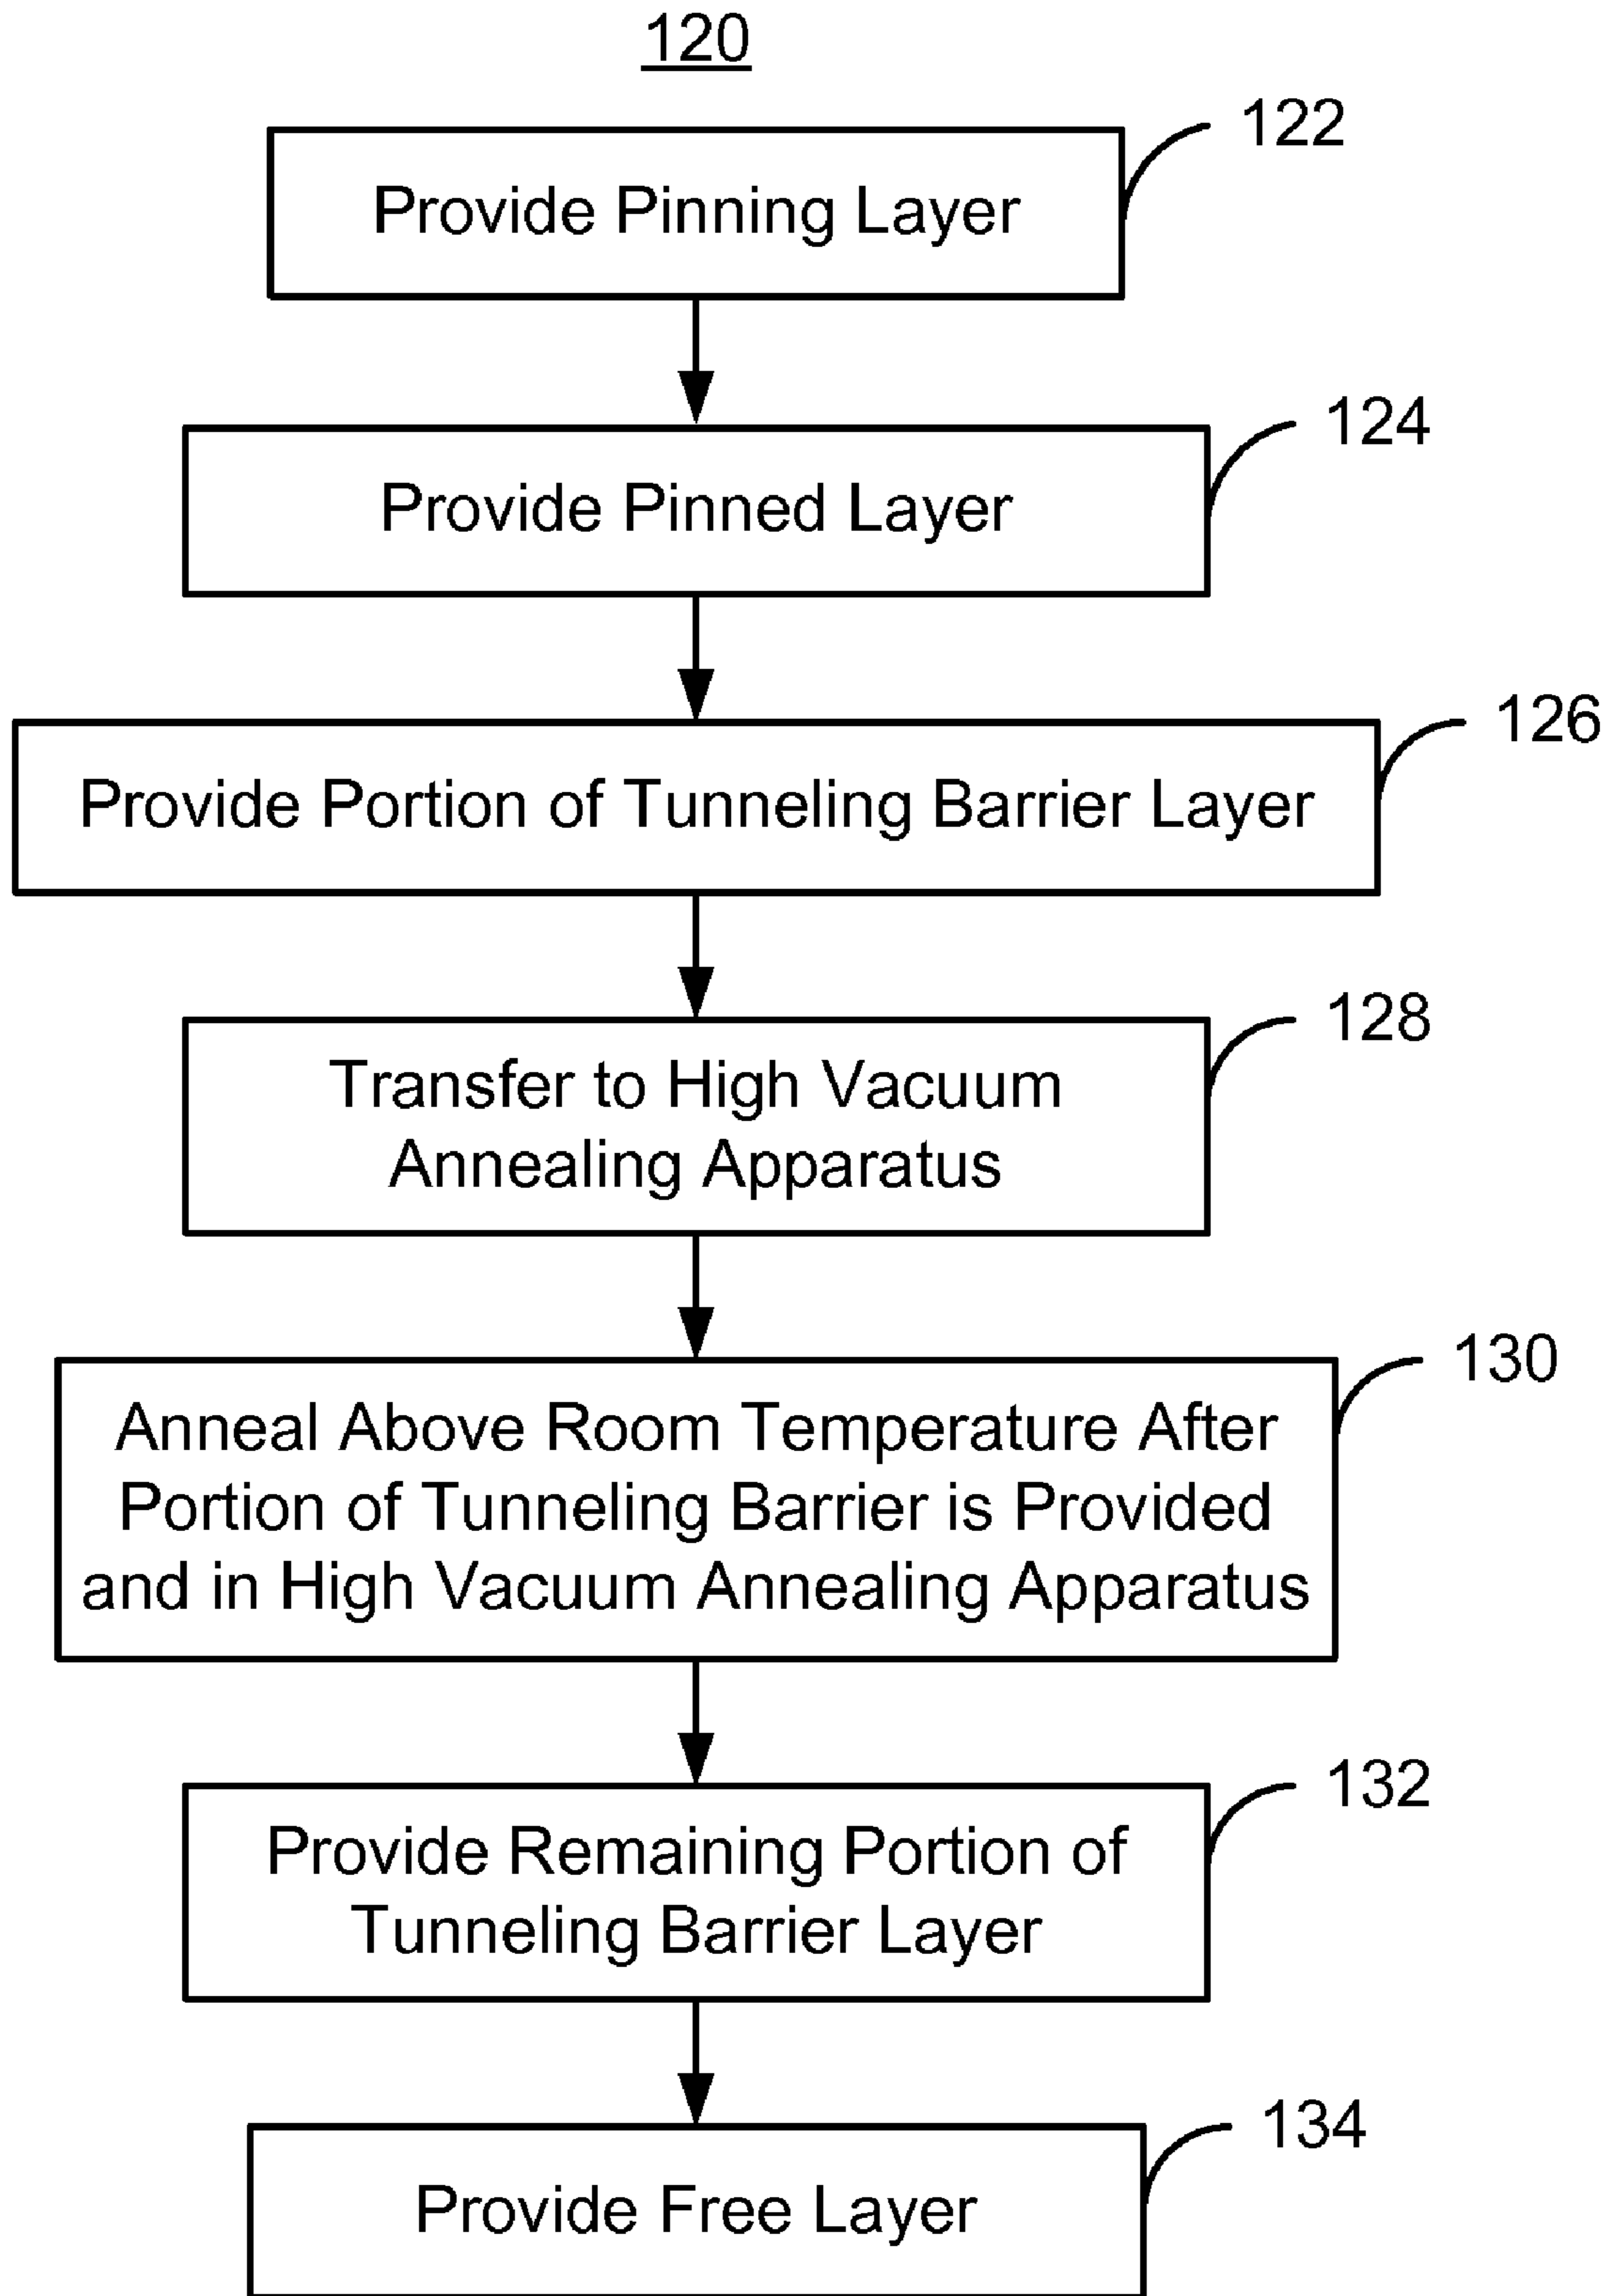 120
122
Provide Pinning Layer
124
Provide Pinned Layer
126
Provide Portion of Tunneling Barrier Layer
128
Transfer to High Vacuum
Annealing Apparatus
130
Anneal Above Room Temperature After
Portion of Tunneling Barrier is Provided
and in High Vacuum Annealing Apparatus
132
Provide Remaining Portion of
Tunneling Barrier Layer
134
Provide Free Layer